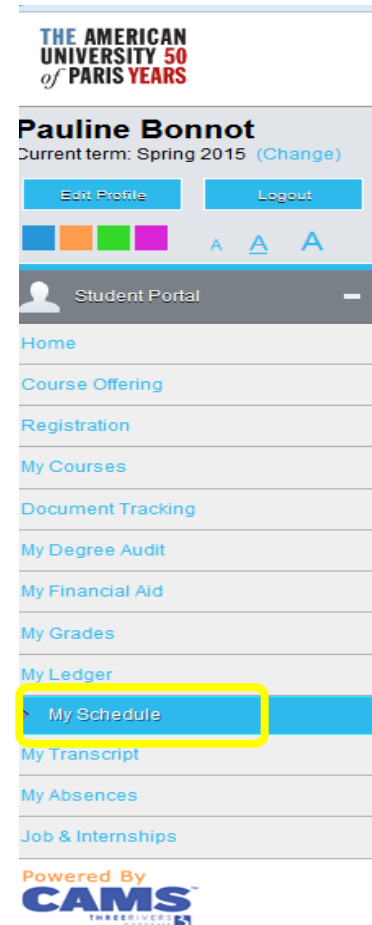 THE AMERICAN
UNIVERSITY 50
of PARIS YEARS
Pauline Bonnot
Current term: Spring 2015 (Change)
Edit Profile Logout
A A A
Student Portal
Home
Course Offering
Registration
My Courses
Document Tracking
My Degree Audit
My Financial Aid
My Grades
My Ledger
My Schedule
My Transcript
My Absences
Job & Internships
Powered By
CAMS
THREE RIVERS